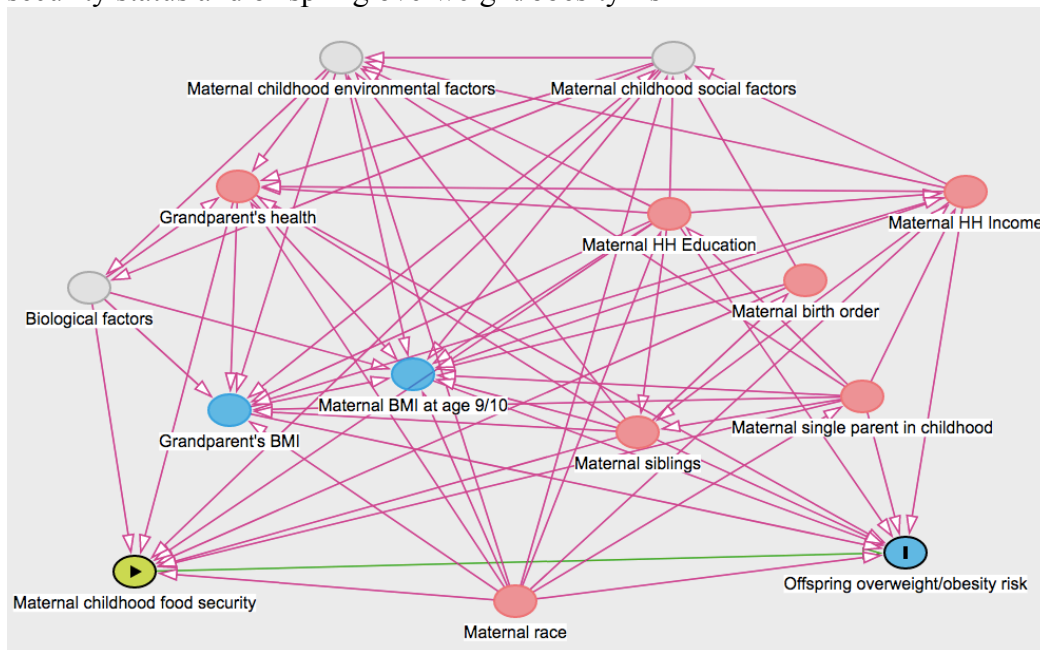 Maternal childhood environmental factors
Maternal childhood social factors
Grandparent's health
Maternal HH Education
Maternal HH Income
Biological factors
Maternal birth order
Maternal BMI at age 9/10
Grandparent's BMI
Maternal single parent in childhood
Maternal siblings
Maternal childhood food security
Offspring overweight/obesity risk
Maternal race